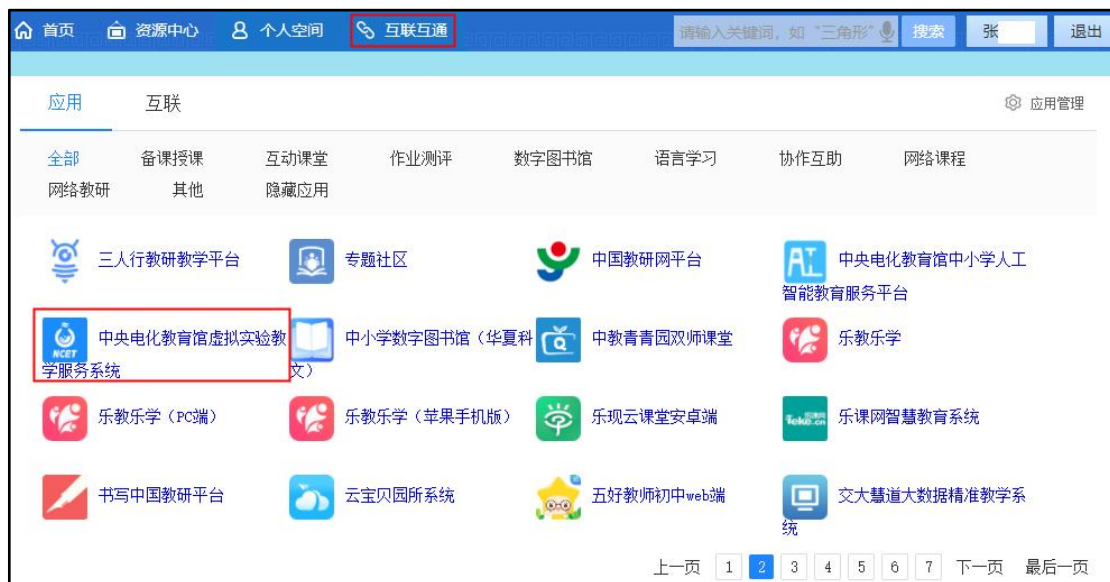 首页 资源中心 个人空间 互联互通 请输入关键词，如 "三角形" 搜索 张 退出
应用 互联 应用管理
全部 备课授课 互动课堂 作业测评 数字图书馆 语言学习 协作互助 网络课程
网络教研 其他 隐藏应用
三人行教研教学平台 专题社区 中国教研网平台 中央电化教育馆中小学人工
智能教育服务平台
中央电化教育馆虚拟实验教 中小学数字图书馆（华夏科 中教青青园双师课堂 乐教乐学
学服务系统 文）
NCET
乐教乐学（PC端） 乐教乐学（苹果手机版） 乐现云课堂安卓端 乐课网智慧教育系统
书写中国教研平台 云宝贝园所系统 五好教师初中web端 交大慧道大数据精准教学系
统
上一页 1 2 3 4 5 6 7 下一页 最后一页